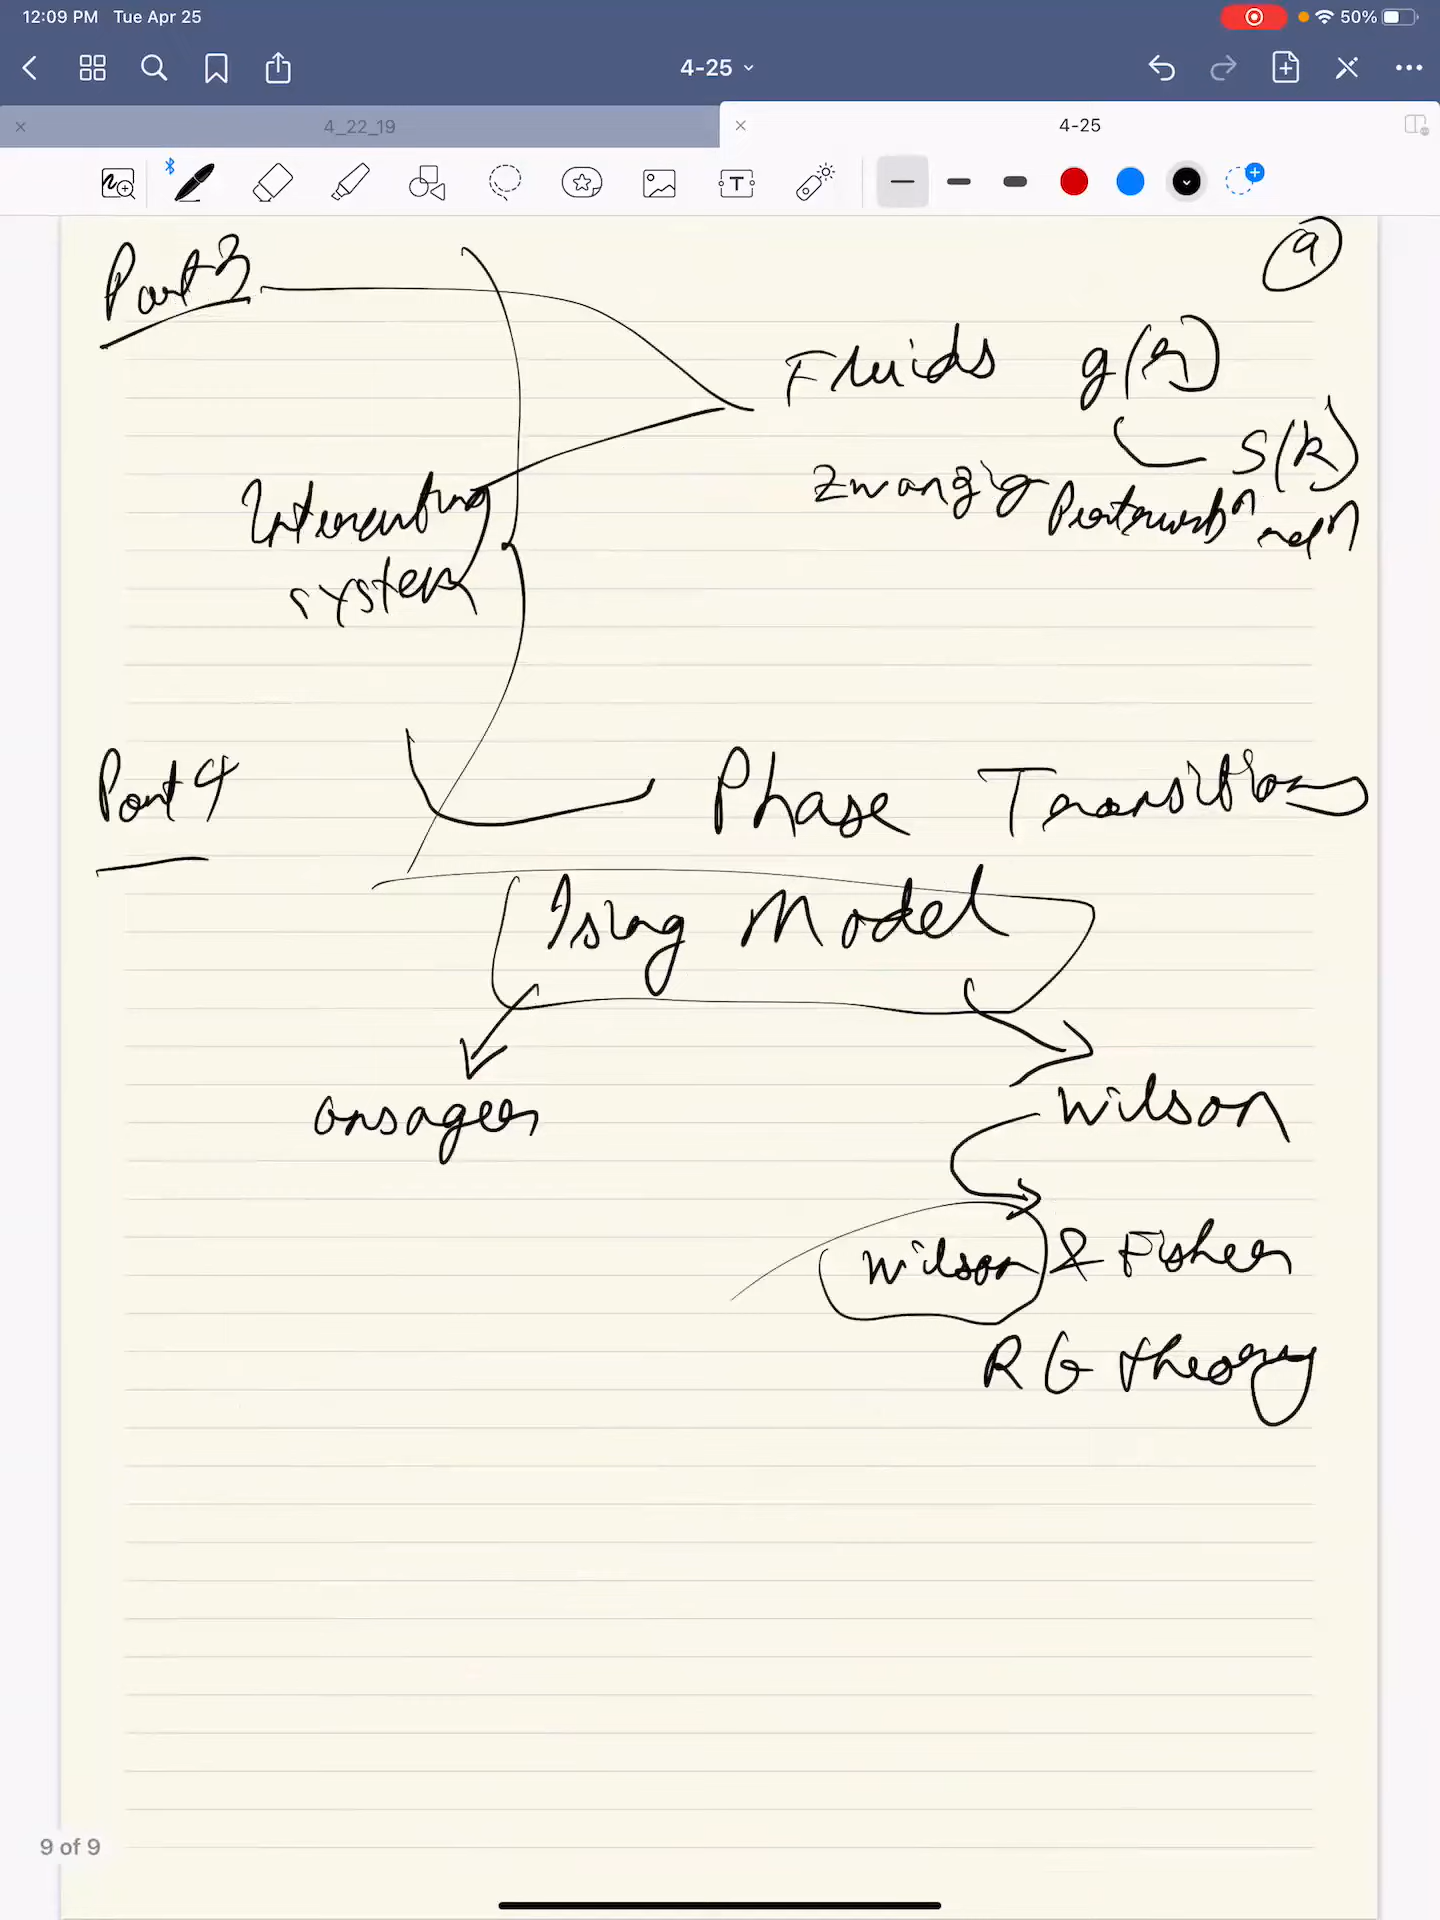 12:09 PM Tue Apr 25
50%
4-25
4_22_19
4-25
T
Part 3
9
Fluids g(r)
S(k)
Interacting
system
Zwanzig Perturbⁿ
Part 4
Phase Transitions
Ising Model
Onsager
Wilson
Wilson & Fisher
RG theory
9 of 9